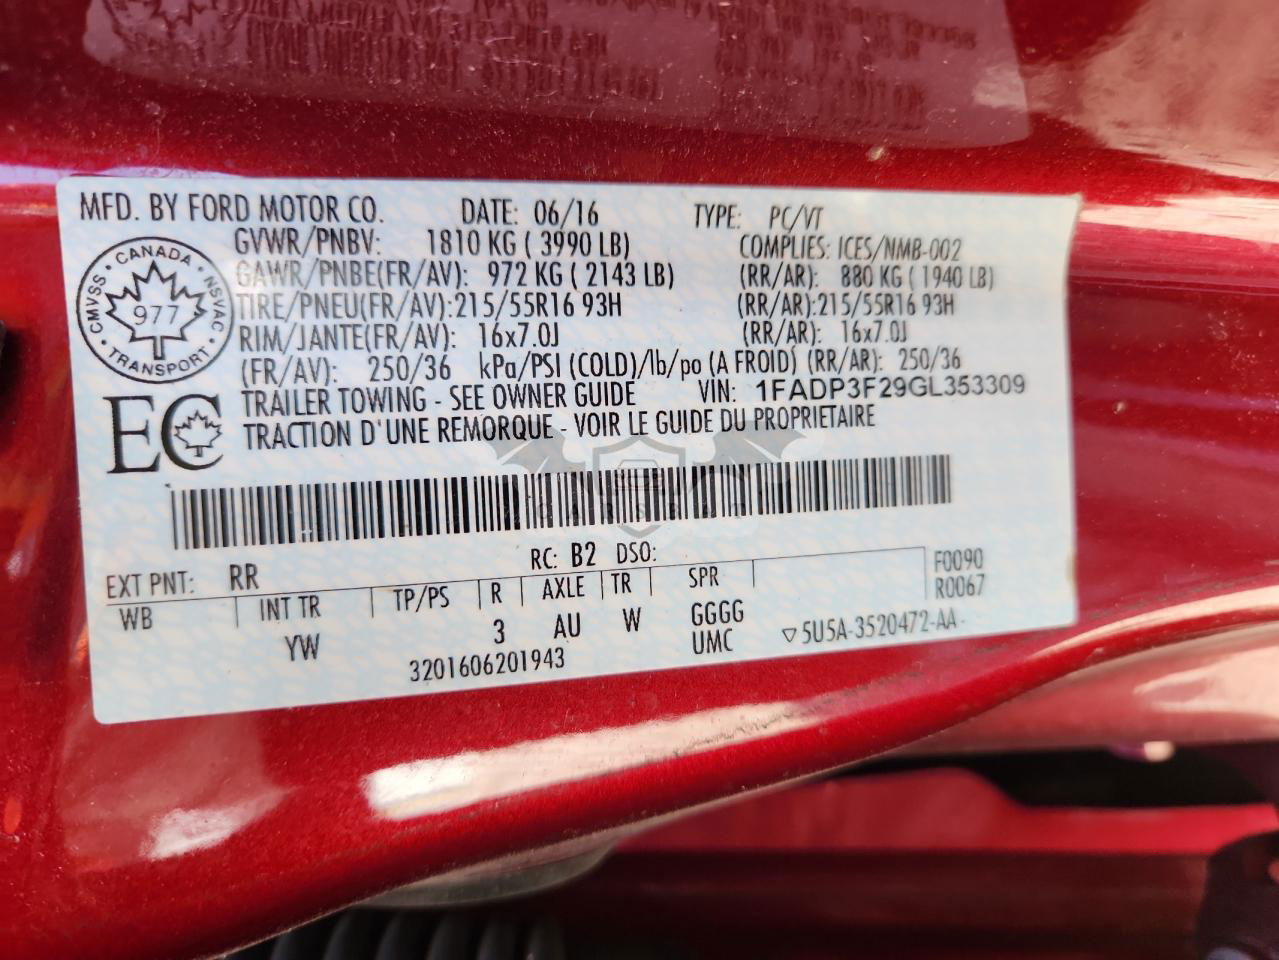 MFD. BY FORD MOTOR CO. DATE: 06/16 TYPE: PC/VT
GVWR/PNBV: 1810 KG ( 3990 LB) COMPLIES: ICES/NMB-002
GAWR/PNBE(FR/AV): 972 KG ( 2143 LB) (RR/AR): 880 KG ( 1940 LB)
TIRE/PNEU(FR/AV): 215/55R16 93H (RR/AR): 215/55R16 93H
RIM/JANTE(FR/AV): 16x7.0J (RR/AR): 16x7.0J
(FR/AV): 250/36 kPa/PSI (COLD)/lb/po (A FROID) (RR/AR): 250/36
TRAILER TOWING - SEE OWNER GUIDE VIN: 1FADP3F29GL353309
TRACTION D'UNE REMORQUE - VOIR LE GUIDE DU PROPRIETAIRE
CANADA
CMVSS 977 NSVAC
TRANSPORT
EC
CARSBAT
RC: B2 DSO:
EXT PNT: RR F0090
WB INT TR TP/PS R AXLE TR SPR R0067
YW 3 AU W GGGG
UMC 5U5A-3520472-AA
3201606201943